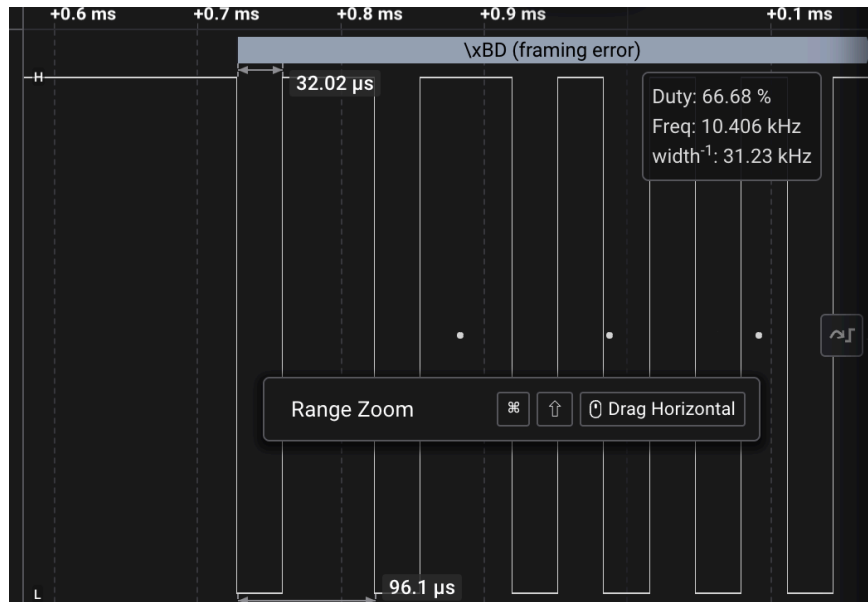 +0.6 ms +0.7 ms +0.8 ms +0.9 ms +0.1 ms
\xBD (framing error)
H
32.02 µs
Duty: 66.68 %
Freq: 10.406 kHz
width⁻¹: 31.23 kHz
Range Zoom ⌘ ⇧ Drag Horizontal
96.1 µs
L